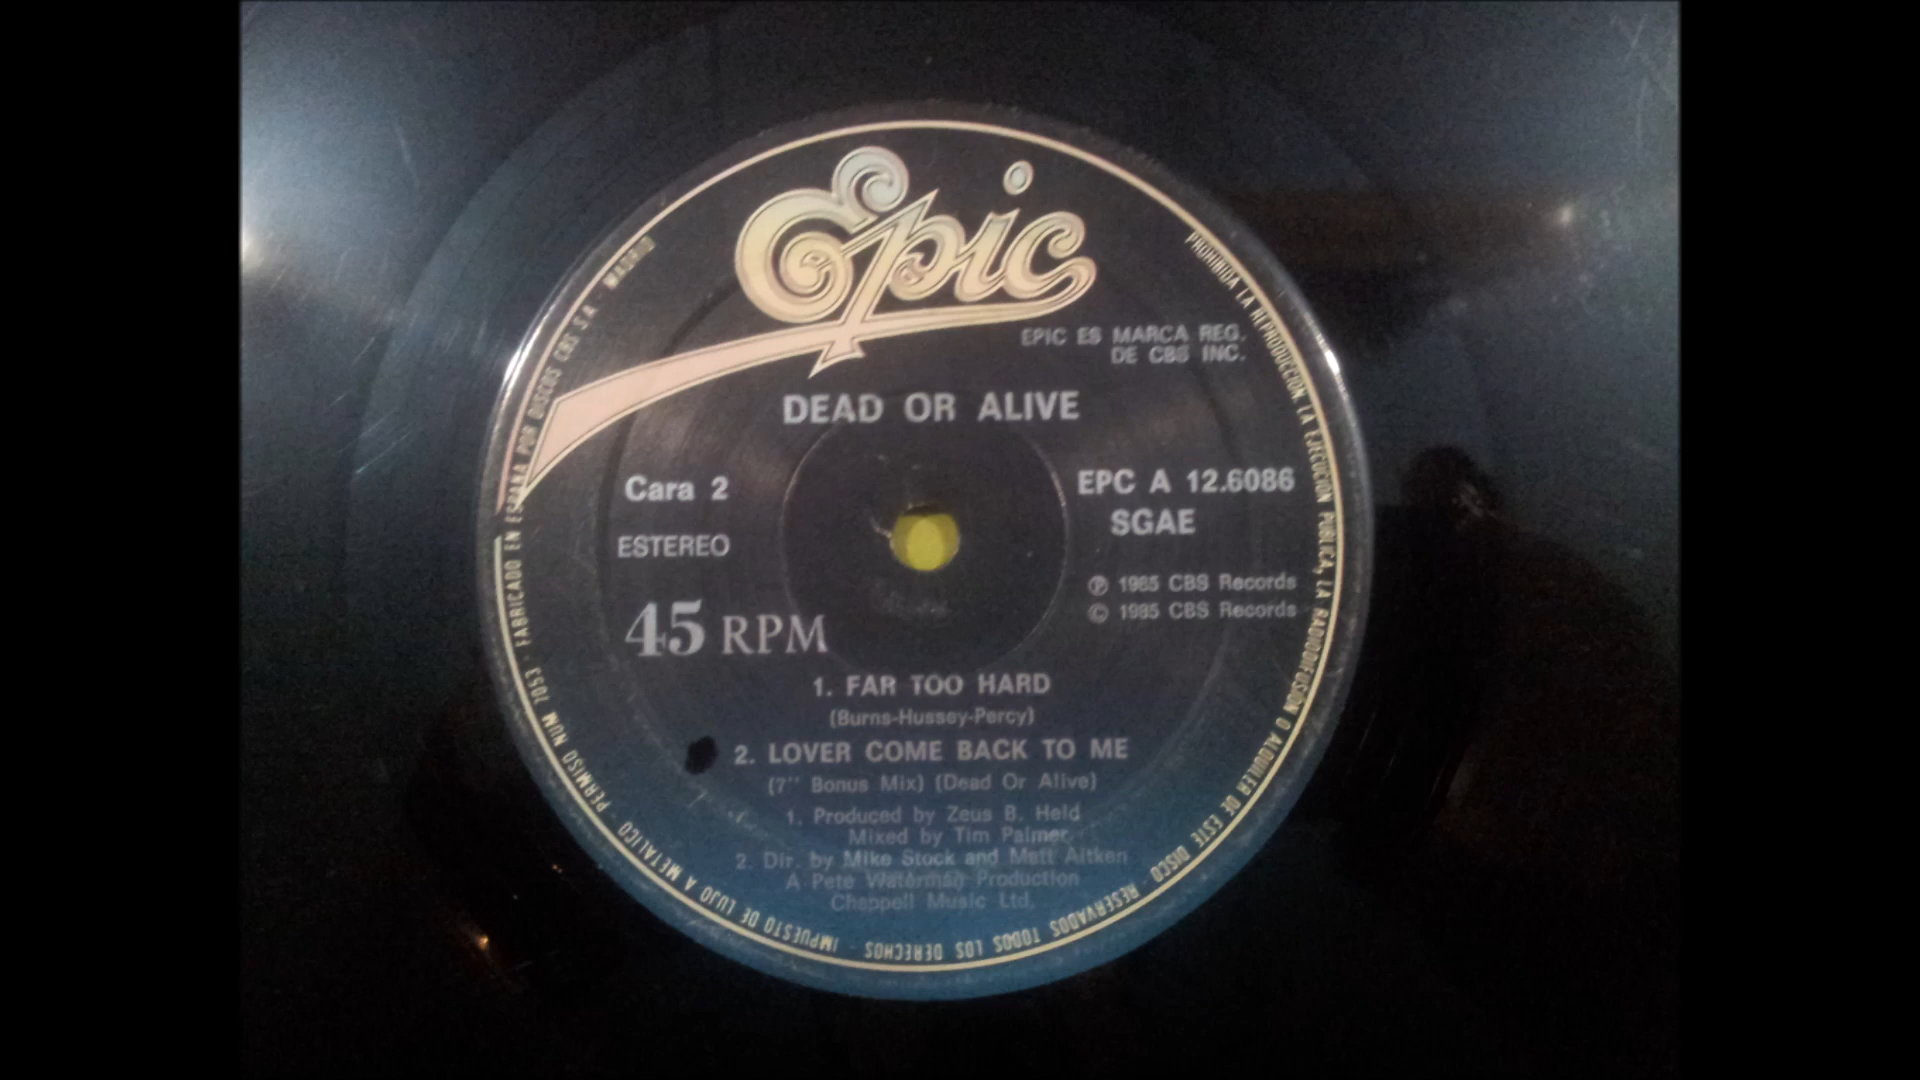 Epic
EPIC ES MARCA REG.
DE CBS INC.
DEAD OR ALIVE
Cara 2
ESTEREO
EPC A 12.6086
SGAE
℗ 1985 CBS Records
© 1985 CBS Records
45 RPM
1. FAR TOO HARD
(Burns-Hussey-Percy)
2. LOVER COME BACK TO ME
(7'' Bonus Mix) (Dead Or Alive)
1. Produced by Zeus B. Held
Mixed by Tim Palmer
2. Dir. by Mike Stock and Matt Aitken
A Pete Waterman Production
Chappell Music Ltd.
PROHIBIDA LA REPRODUCCION, LA EJECUCION PUBLICA, LA RADIODIFUSIÓN O ALQUILER DE ESTE DISCO · RESERVADOS TODOS LOS DERECHOS · IMPUESTO DE LUJO A METALICO · PERMISO NUM 7053 · FABRICADO EN ESPAÑA POR DISCOS CBS S A · MADRID